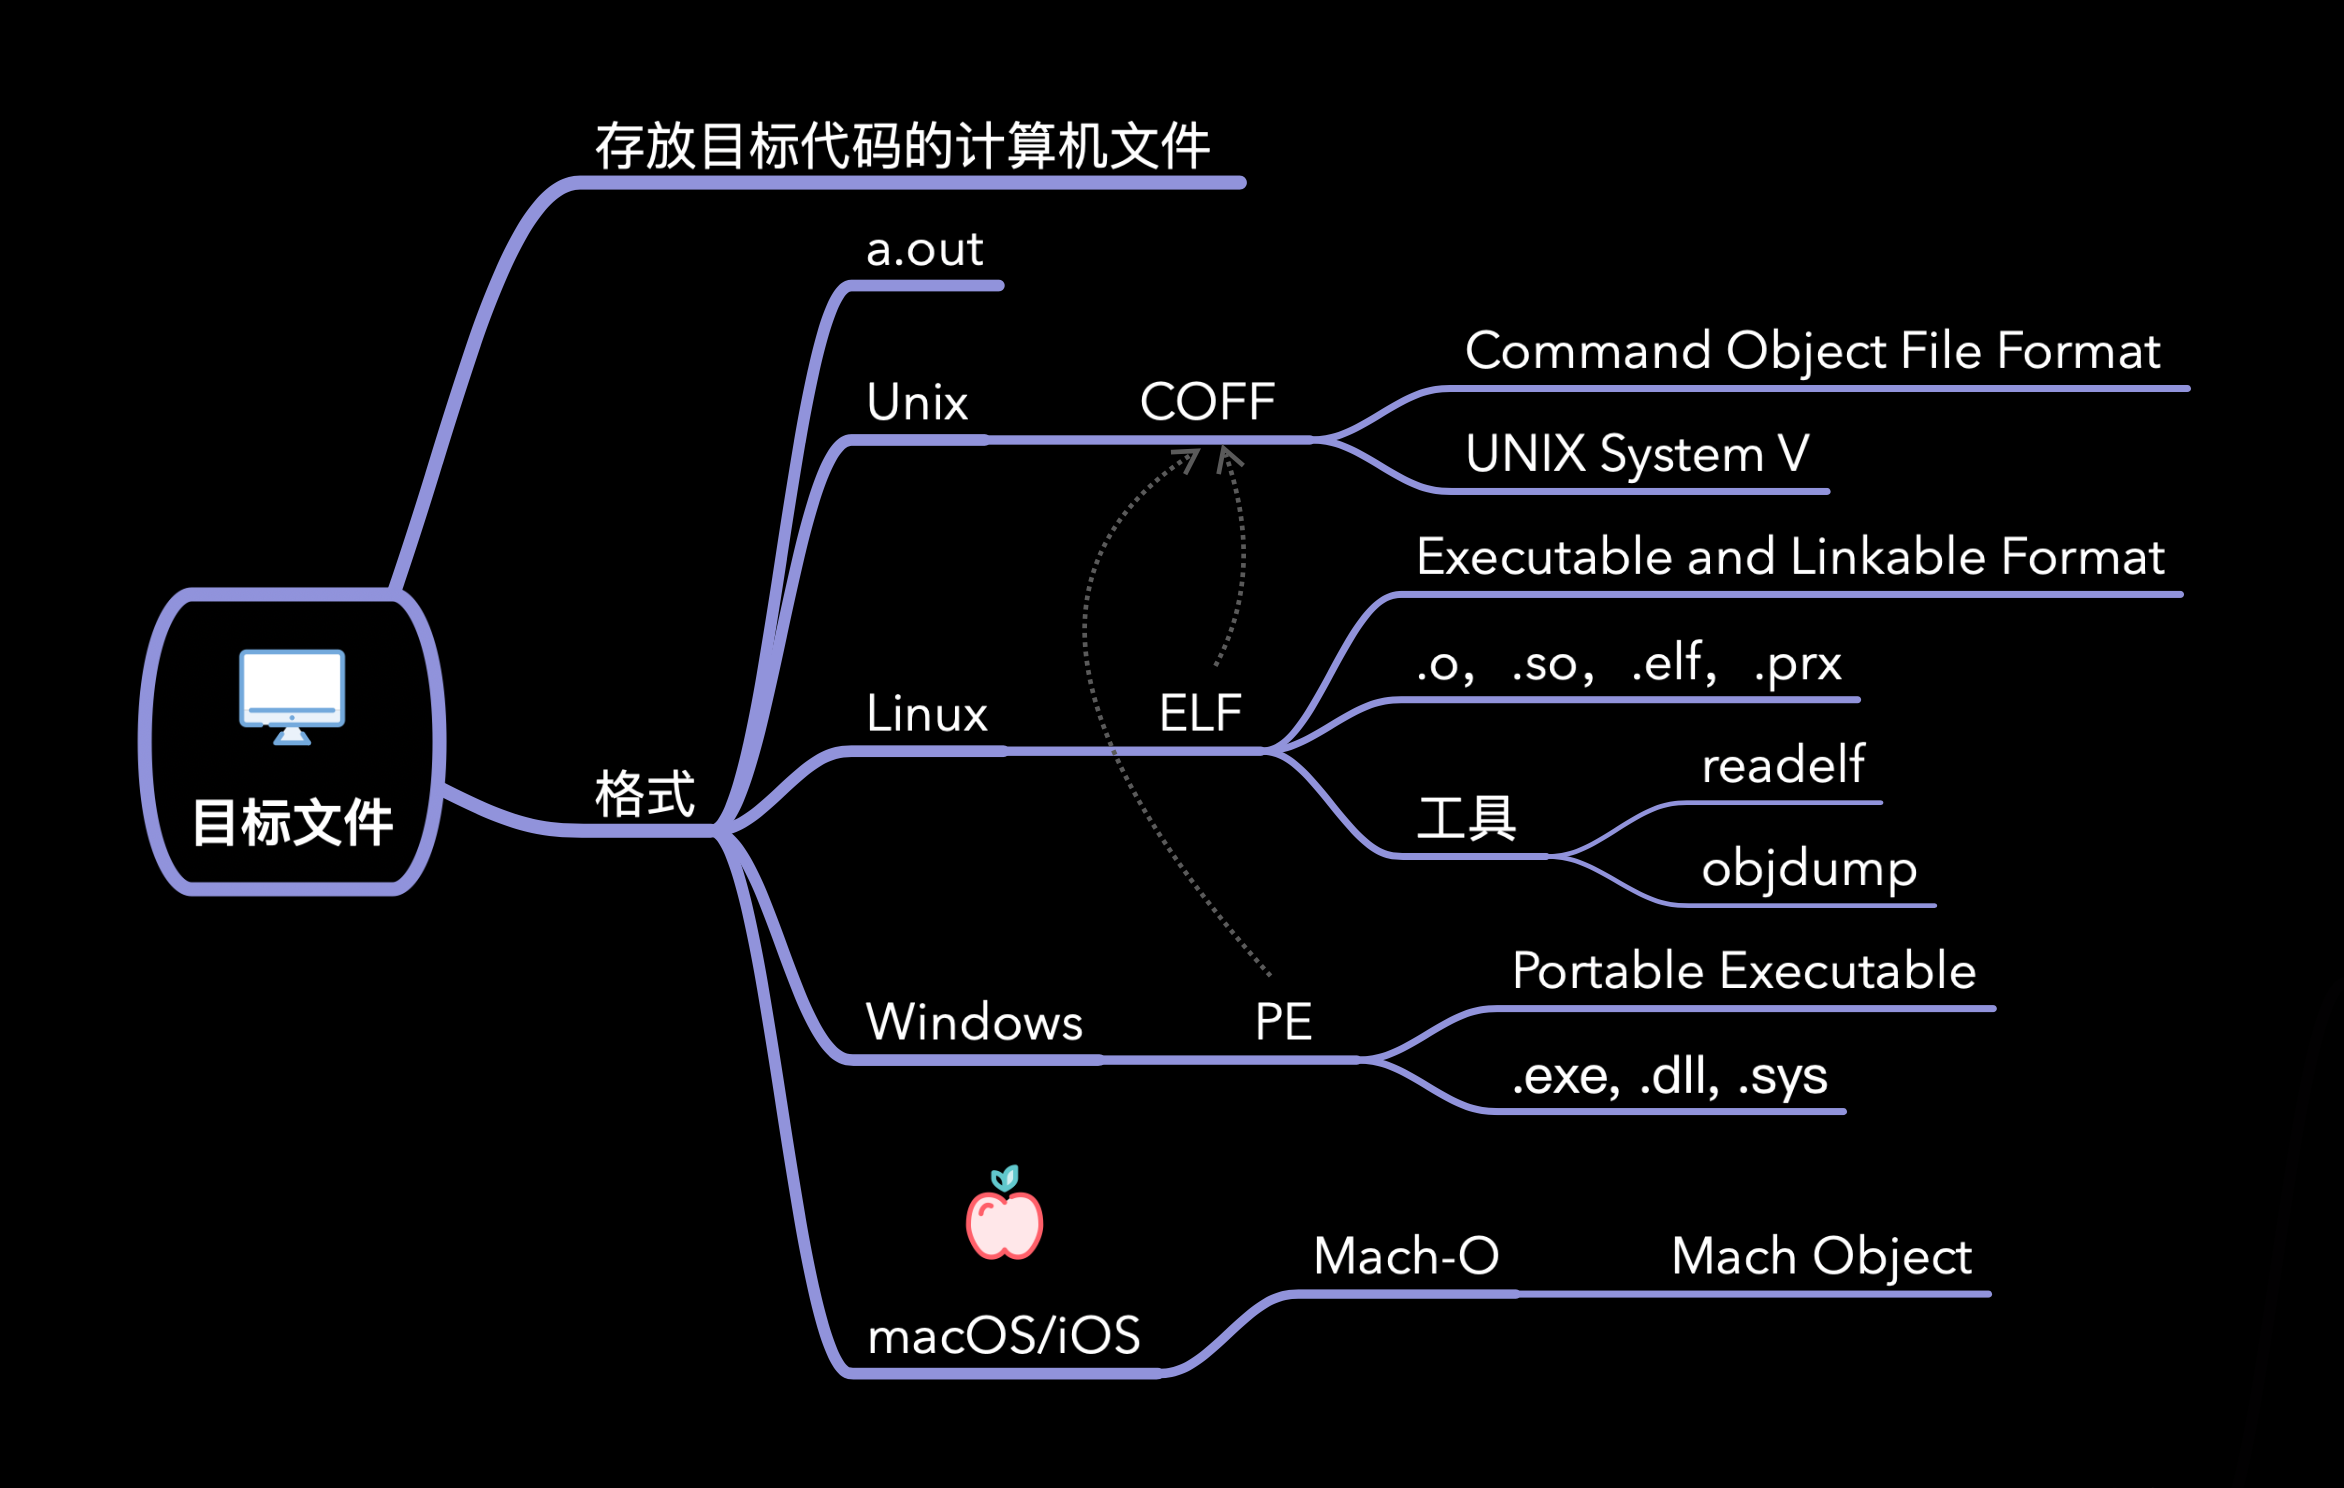 存放目标代码的计算机文件
a.out
Unix
COFF
Command Object File Format
UNIX System V
Executable and Linkable Format
.o，.so，.elf，.prx
Linux
ELF
工具
readelf
objdump
格式
目标文件
Portable Executable
Windows
PE
.exe, .dll, .sys
Mach-O
Mach Object
macOS/iOS